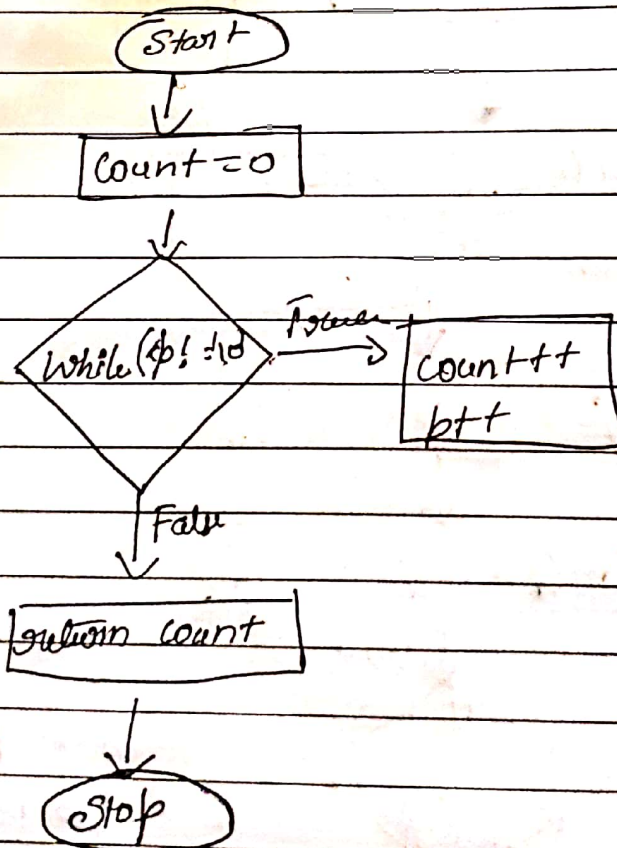 Start
Count = 0
While (*p! = \0
True
count++
p++
False
return count
Stop